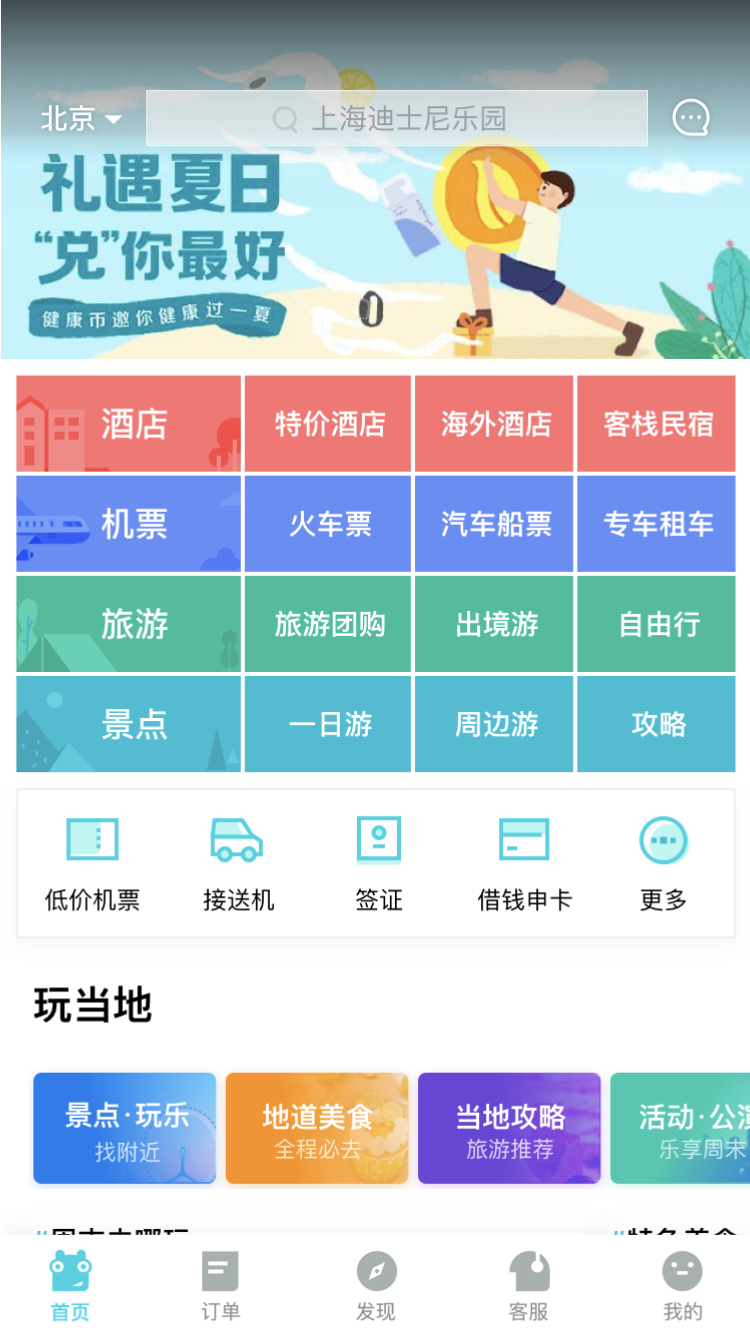 北京
上海迪士尼乐园
礼遇夏日
“兑”你最好
健康币邀你健康过一夏
酒店 特价酒店 海外酒店 客栈民宿
机票 火车票 汽车船票 专车租车
旅游 旅游团购 出境游 自由行
景点 一日游 周边游 攻略
低价机票 接送机 签证 借钱申卡 更多
玩当地
景点·玩乐 地道美食 当地攻略 活动·公演
找附近 全程必去 旅游推荐 乐享周末
首页 订单 发现 客服 我的